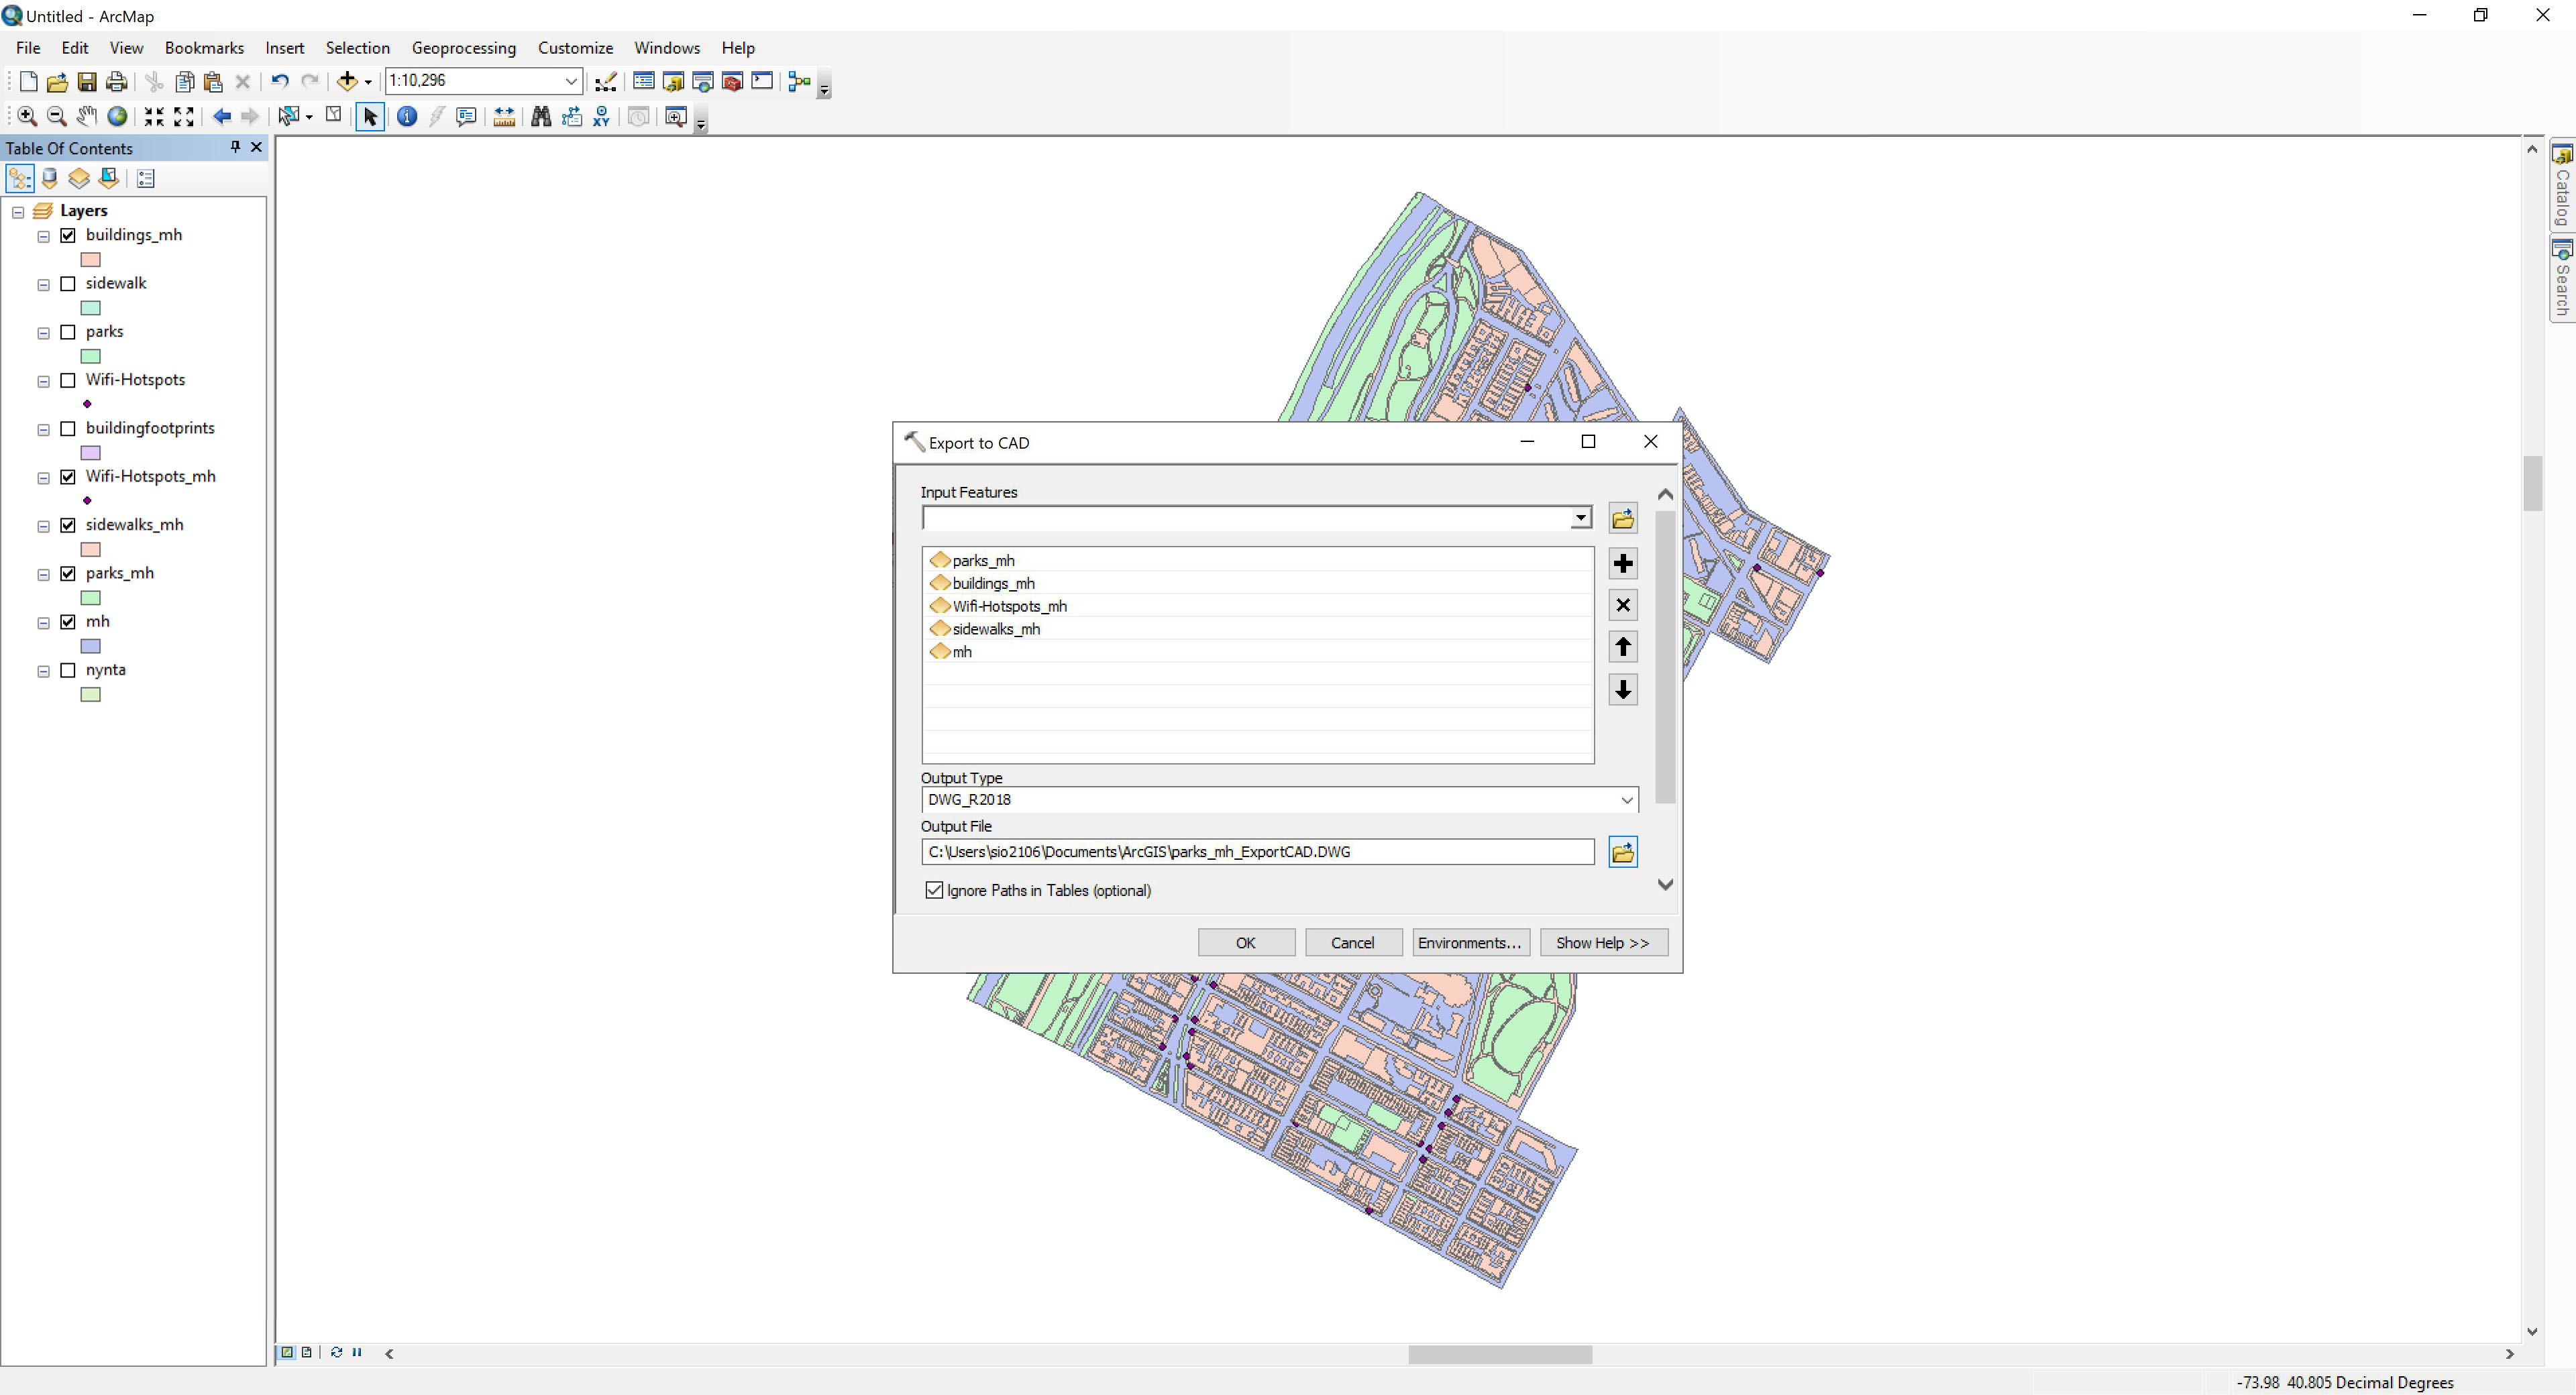 Untitled - ArcMap
File Edit View Bookmarks Insert Selection Geoprocessing Customize Windows Help
1:10,296
XY
Table Of Contents
Layers
buildings_mh
sidewalk
parks
Wifi-Hotspots
buildingfootprints
Wifi-Hotspots_mh
sidewalks_mh
parks_mh
mh
nynta
Catalog
Search
Export to CAD
Input Features
parks_mh
buildings_mh
Wifi-Hotspots_mh
sidewalks_mh
mh
Output Type
DWG_R2018
Output File
C:\Users\sio2106\Documents\ArcGIS\parks_mh_ExportCAD.DWG
Ignore Paths in Tables (optional)
OK Cancel Environments... Show Help >>
-73.98 40.805 Decimal Degrees